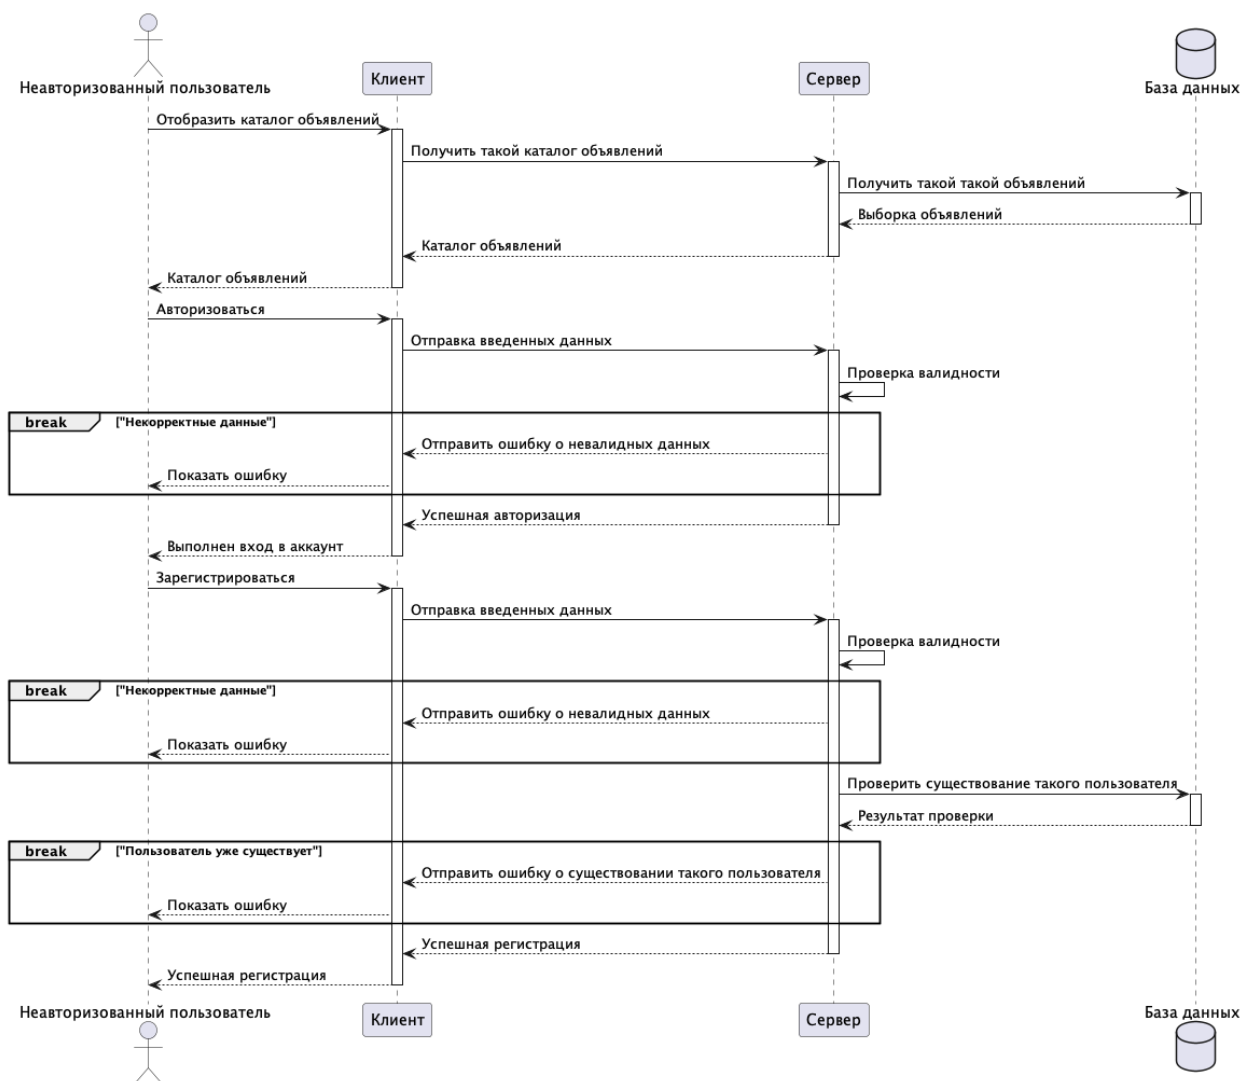 Неавторизованный пользователь
Клиент
Сервер
База данных
Отобразить каталог объявлений
Получить такой каталог объявлений
Получить такой такой объявлений
Выборка объявлений
Каталог объявлений
Каталог объявлений
Авторизоваться
Отправка введенных данных
Проверка валидности
break ["Некорректные данные"]
Отправить ошибку о невалидных данных
Показать ошибку
Успешная авторизация
Выполнен вход в аккаунт
Зарегистрироваться
Отправка введенных данных
Проверка валидности
break ["Некорректные данные"]
Отправить ошибку о невалидных данных
Показать ошибку
Проверить существование такого пользователя
Результат проверки
break ["Пользователь уже существует"]
Отправить ошибку о существовании такого пользователя
Показать ошибку
Успешная регистрация
Успешная регистрация
Неавторизованный пользователь
Клиент
Сервер
База данных